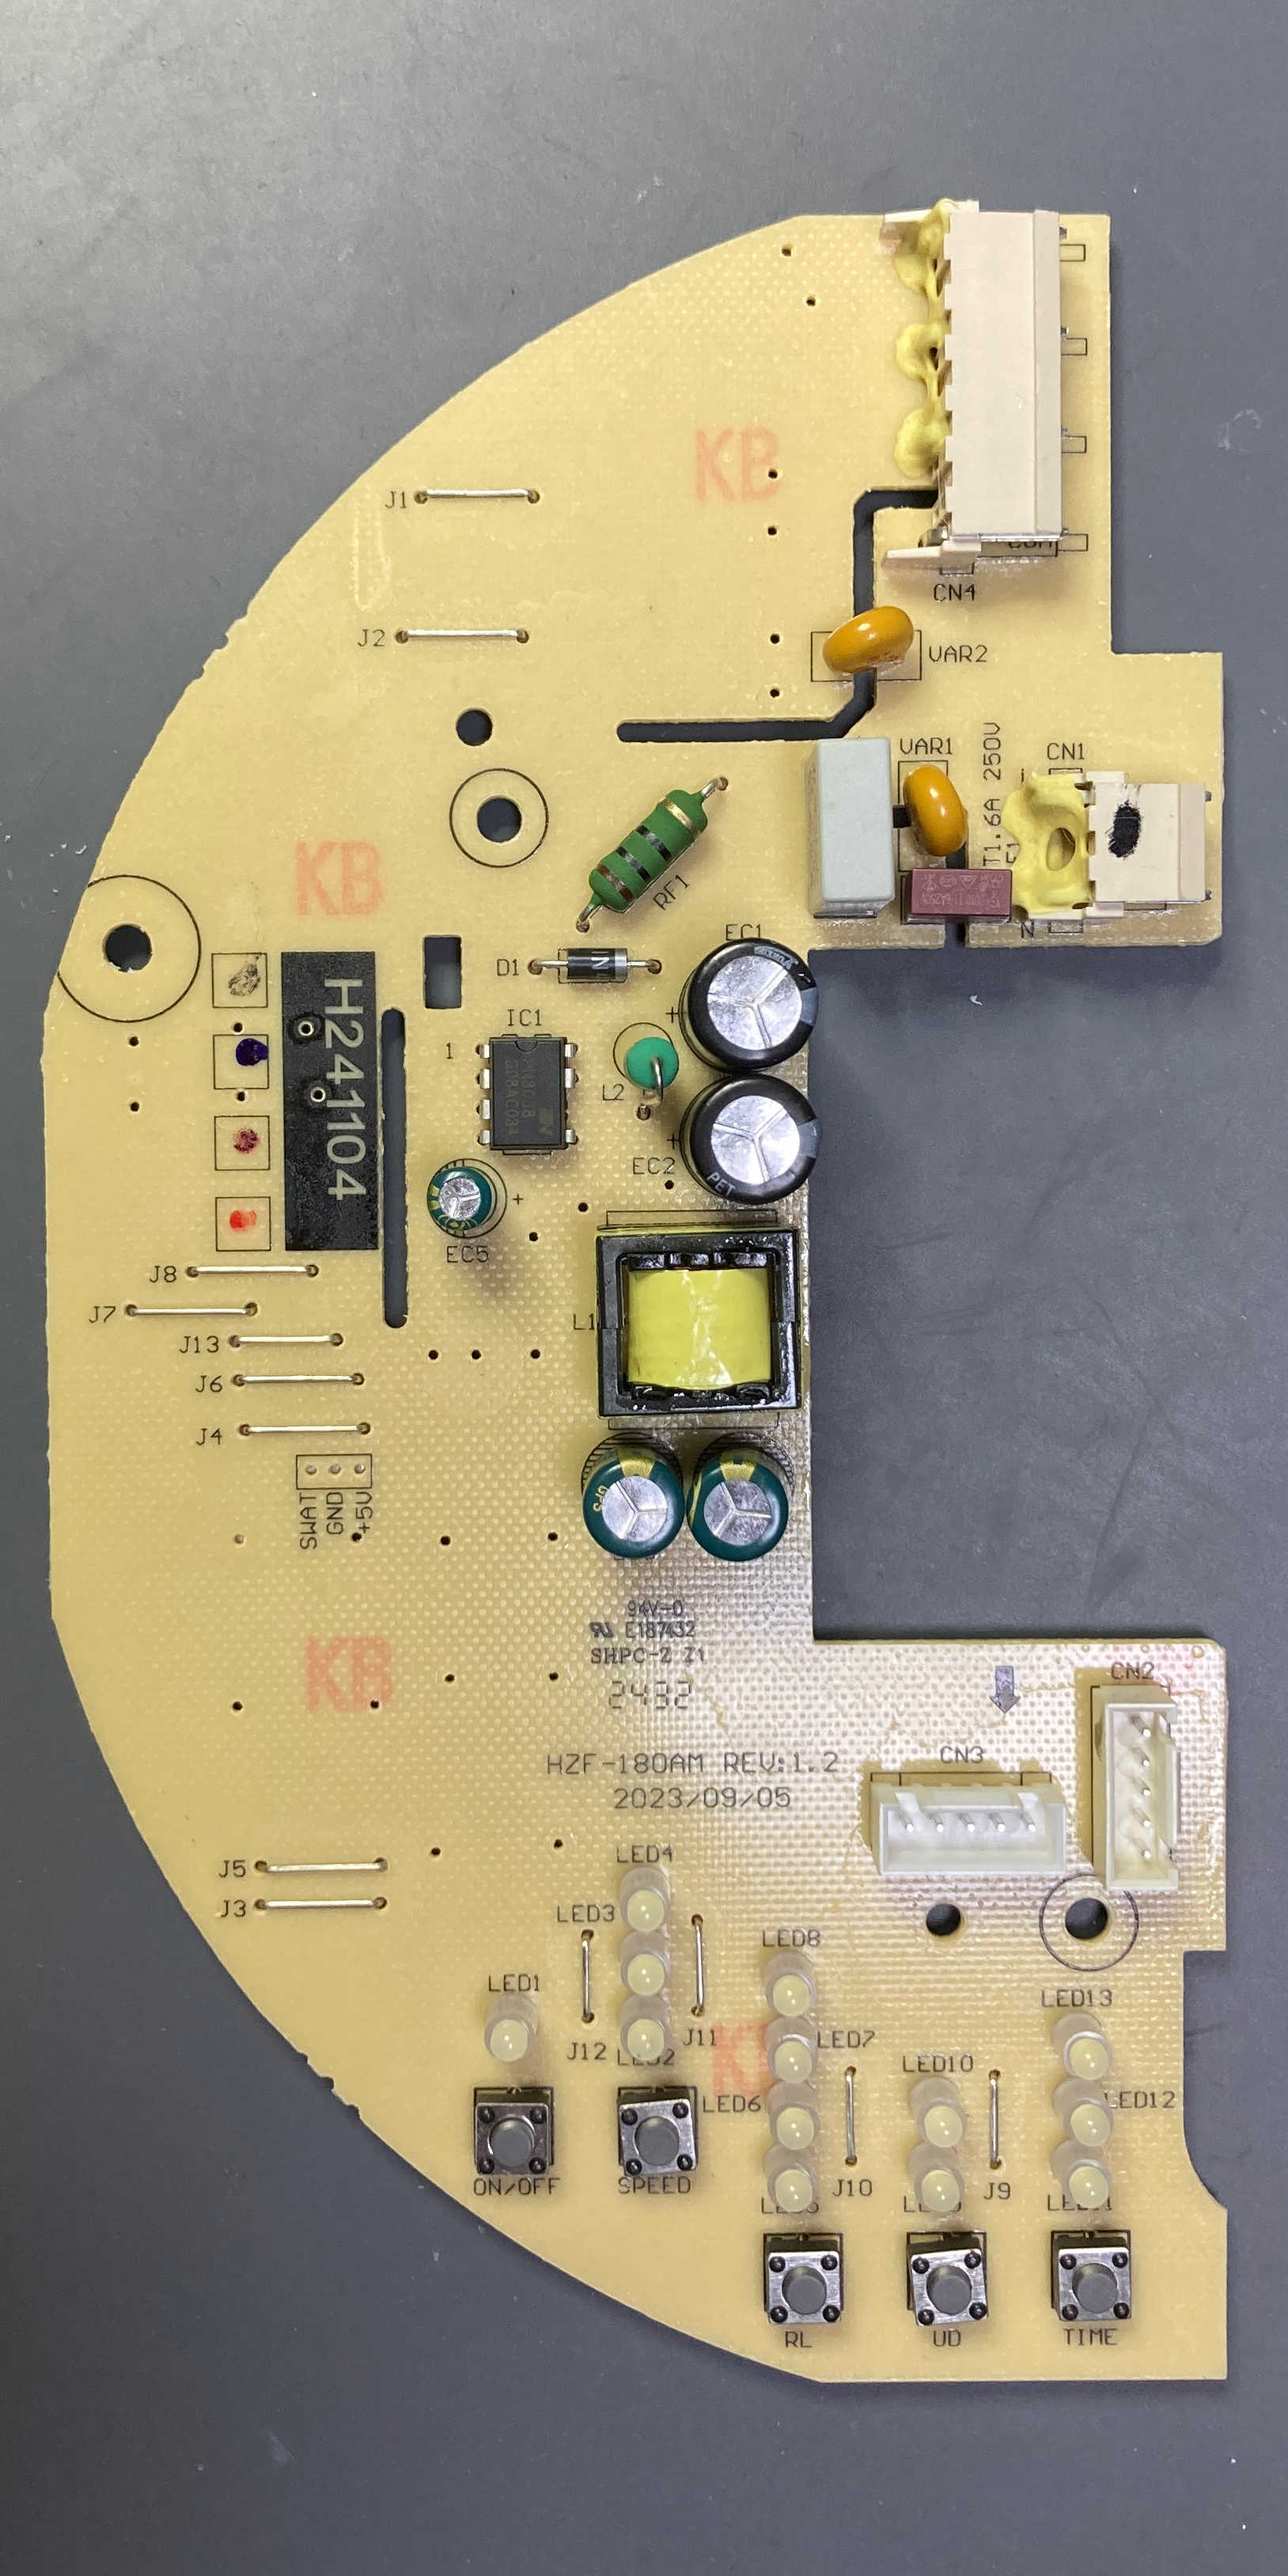 KB
J1
COM
CN4
J2
VAR2
T1.6A 250V
VAR1
CN1
KB
RF1
N
EC1
D1
H241104
IC1
1
L2
EC2
PET
EC5
J8
J7
L1
J13
J6
J4
SWAT
GND
+5V
94V-0
E187432
SHPC-Z Z1
KB
2432
CN2
CN3
HZF-180AM REV:1.2
2023/09/05
LED4
J5
J3
LED3
LED8
LED1
LED13
J12
J11
LED7
LED2
LED10
LED6
LED12
J10
J9
ON/OFF
SPEED
RL
UD
TIME